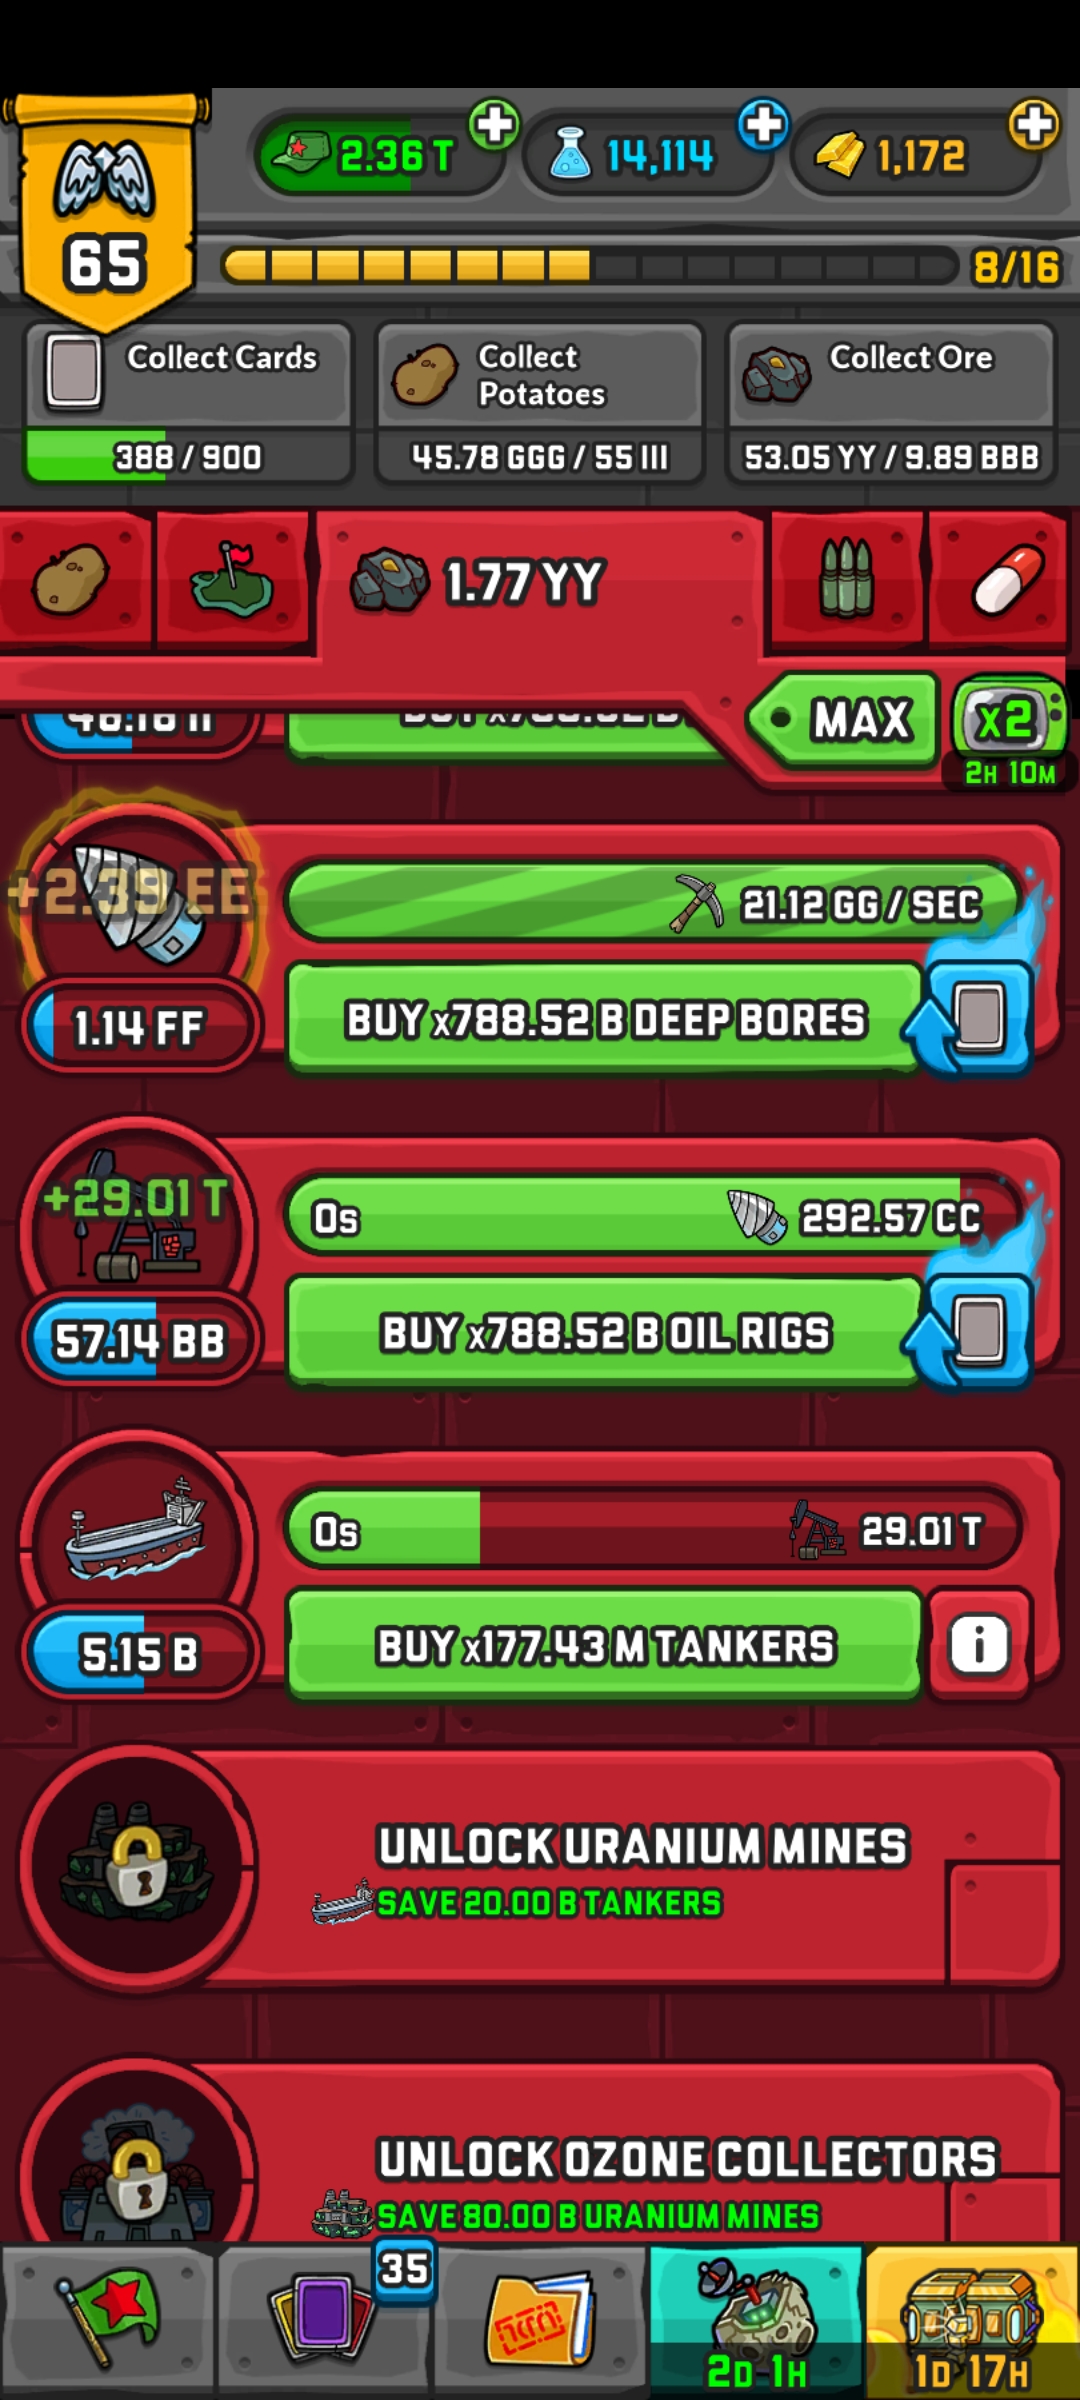 2.36 T
14,114
1,172
65
8/16
Collect Cards
388 / 900
Collect
Potatoes
45.78 GGG / 55 III
Collect Ore
53.05 YY / 9.89 BBB
1.77 YY
MAX
x2
2H 10M
+2.39 EE
21.12 GG / SEC
1.14 FF
BUY x788.52 B DEEP BORES
+29.01 T
0s
292.57 CC
57.14 BB
BUY x788.52 B OIL RIGS
0s
29.01 T
5.15 B
BUY x177.43 M TANKERS
i
UNLOCK URANIUM MINES
SAVE 20.00 B TANKERS
UNLOCK OZONE COLLECTORS
SAVE 80.00 B URANIUM MINES
35
2D 1H
1D 17H